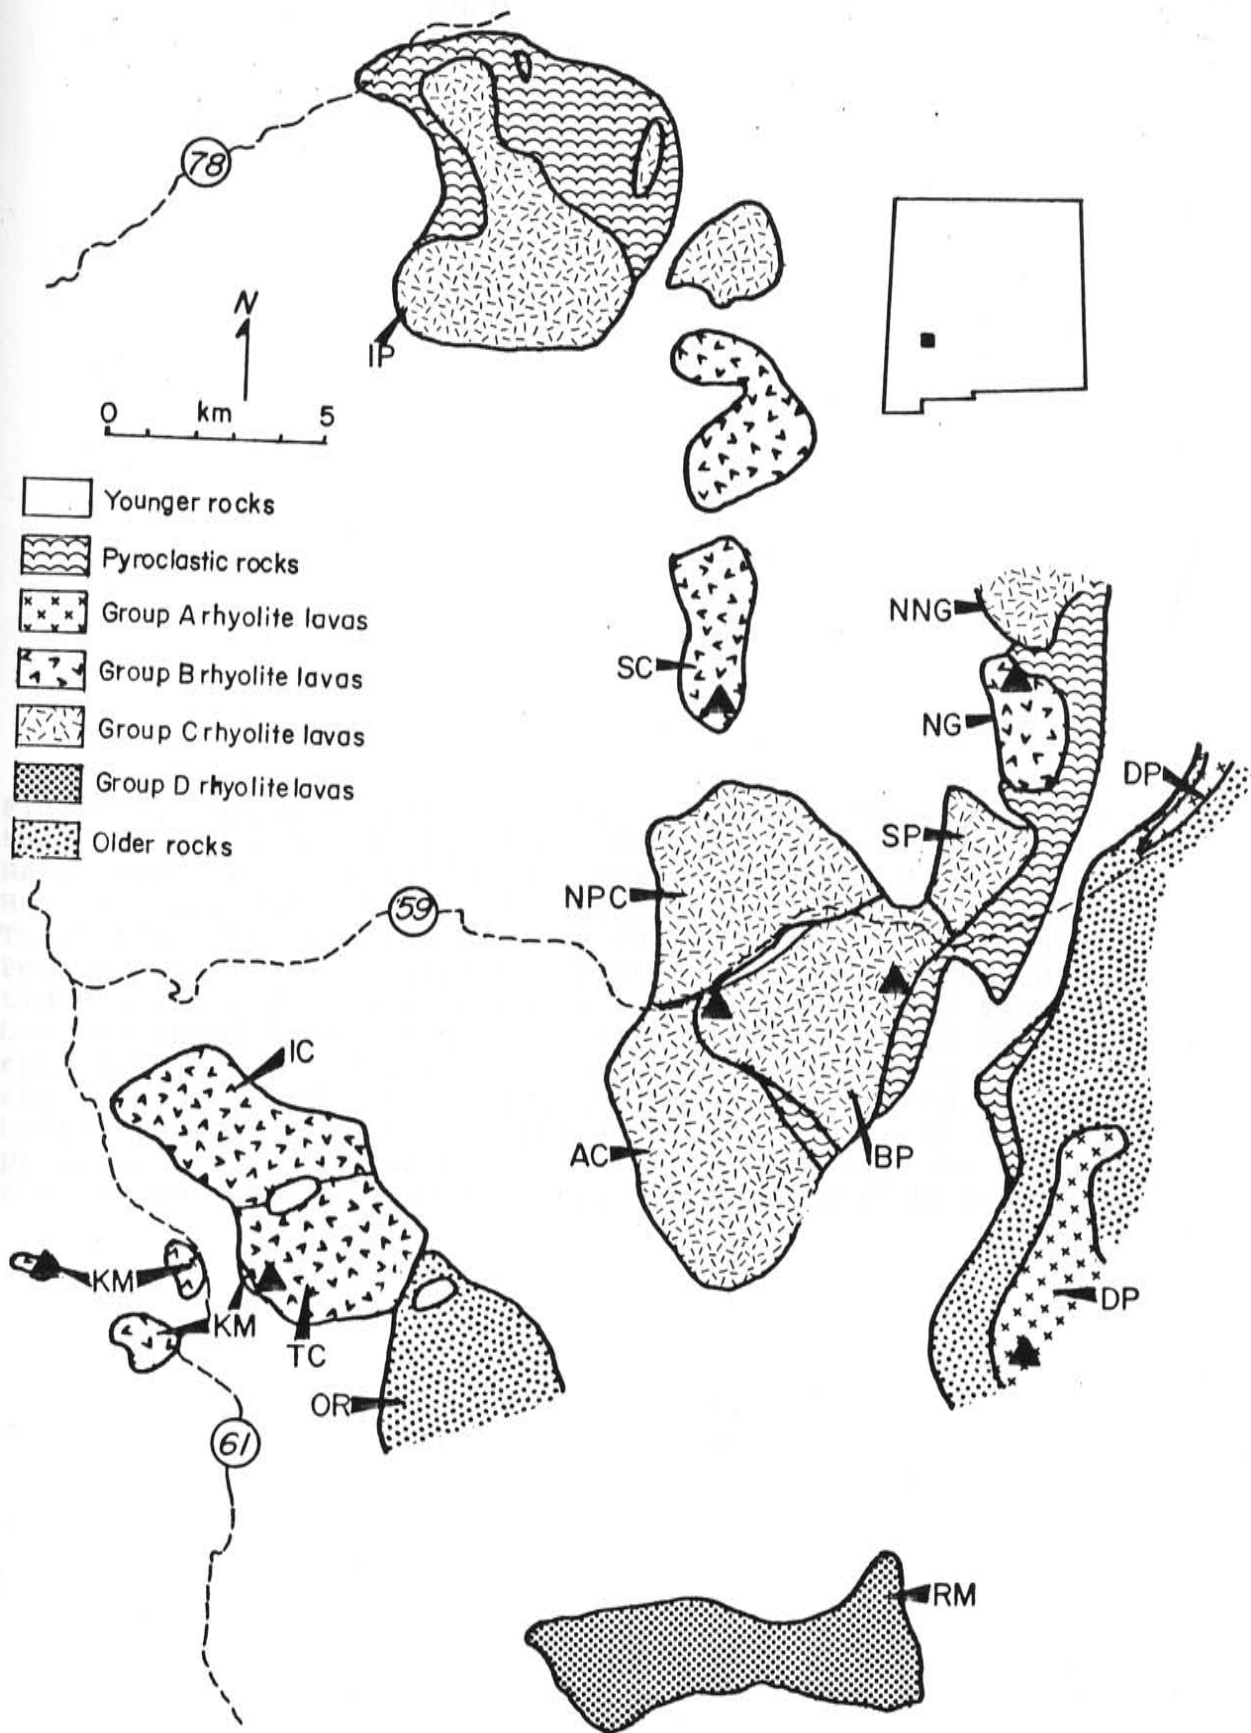 78
N
IP
0 km 5
Younger rocks
Pyroclastic rocks
Group A rhyolite lavas
Group B rhyolite lavas
Group C rhyolite lavas
Group D rhyolite lavas
Older rocks
NNG
SC
NG
DP
SP
NPC
59
IC
AC
BP
KM
KM
TC
DP
OR
61
RM